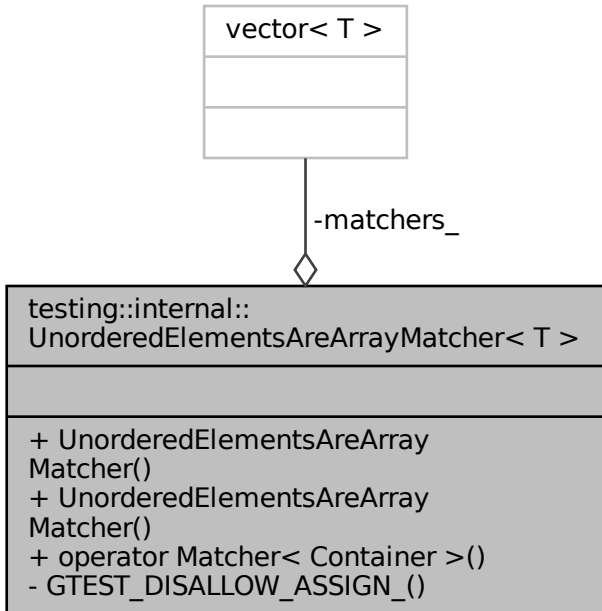 vector< T >
-matchers_
testing::internal::
UnorderedElementsAreArrayMatcher< T >
+ UnorderedElementsAreArray
Matcher()
+ UnorderedElementsAreArray
Matcher()
+ operator Matcher< Container >()
- GTEST_DISALLOW_ASSIGN_()